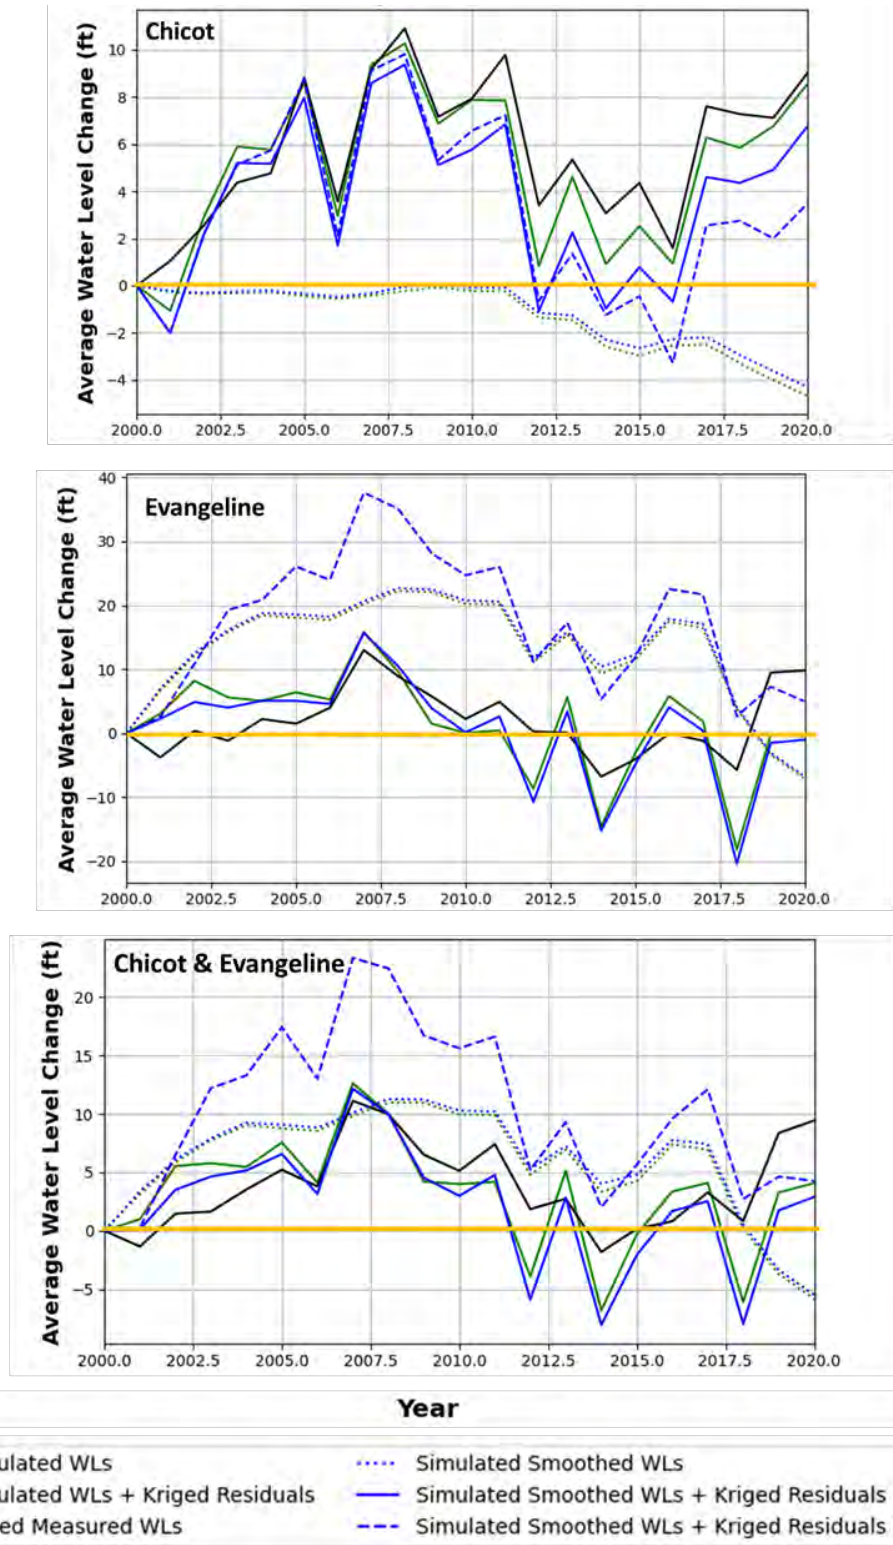 Chicot
Average Water Level Change (ft)
10
8
6
4
2
0
−2
−4
2000.0 2002.5 2005.0 2007.5 2010.0 2012.5 2015.0 2017.5 2020.0
Evangeline
Average Water Level Change (ft)
40
30
20
10
0
−10
−20
2000.0 2002.5 2005.0 2007.5 2010.0 2012.5 2015.0 2017.5 2020.0
Chicot & Evangeline
Average Water Level Change (ft)
20
15
10
5
0
−5
2000.0 2002.5 2005.0 2007.5 2010.0 2012.5 2015.0 2017.5 2020.0
Year
ulated WLs
ulated WLs + Kriged Residuals
ed Measured WLs
Simulated Smoothed WLs
Simulated Smoothed WLs + Kriged Residuals
Simulated Smoothed WLs + Kriged Residuals